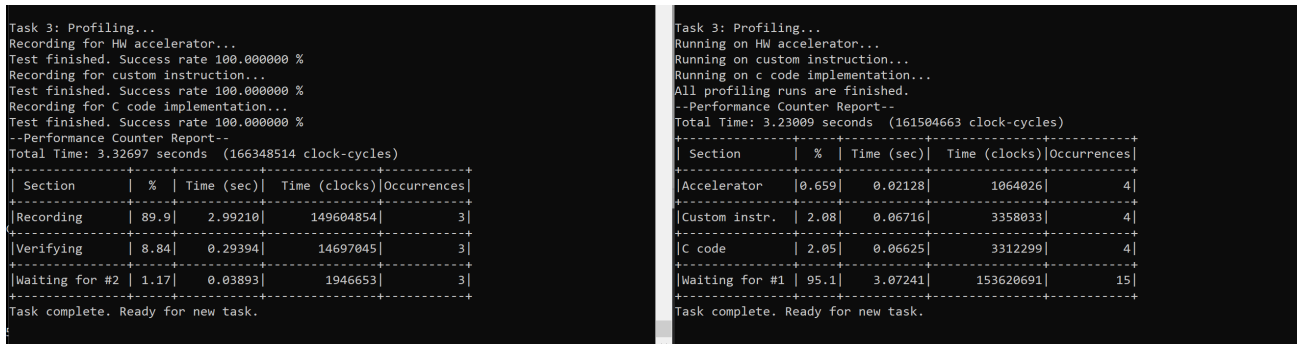 Task 3: Profiling...
Recording for HW accelerator...
Test finished. Success rate 100.000000 %
Recording for custom instruction...
Test finished. Success rate 100.000000 %
Recording for C code implementation...
Test finished. Success rate 100.000000 %
--Performance Counter Report--
Total Time: 3.32697 seconds  (166348514 clock-cycles)
+---------------+-----+-----------+---------------+-----------+
| Section       |  %  | Time (sec)|  Time (clocks)|Occurrences|
+---------------+-----+-----------+---------------+-----------+
|Recording      | 89.9|    2.99210|      149604854|          3|
+---------------+-----+-----------+---------------+-----------+
|Verifying      | 8.84|    0.29394|       14697045|          3|
+---------------+-----+-----------+---------------+-----------+
|Waiting for #2 | 1.17|    0.03893|        1946653|          3|
+---------------+-----+-----------+---------------+-----------+
Task complete. Ready for new task.
Task 3: Profiling...
Running on HW accelerator...
Running on custom instruction...
Running on c code implementation...
All profiling runs are finished.
--Performance Counter Report--
Total Time: 3.23009 seconds  (161504663 clock-cycles)
+---------------+-----+-----------+---------------+-----------+
| Section       |  %  | Time (sec)|  Time (clocks)|Occurrences|
+---------------+-----+-----------+---------------+-----------+
|Accelerator    |0.659|    0.02128|        1064026|          4|
+---------------+-----+-----------+---------------+-----------+
|Custom instr.  | 2.08|    0.06716|        3358033|          4|
+---------------+-----+-----------+---------------+-----------+
|C code         | 2.05|    0.06625|        3312299|          4|
+---------------+-----+-----------+---------------+-----------+
|Waiting for #1 | 95.1|    3.07241|      153620691|         15|
+---------------+-----+-----------+---------------+-----------+
Task complete. Ready for new task.